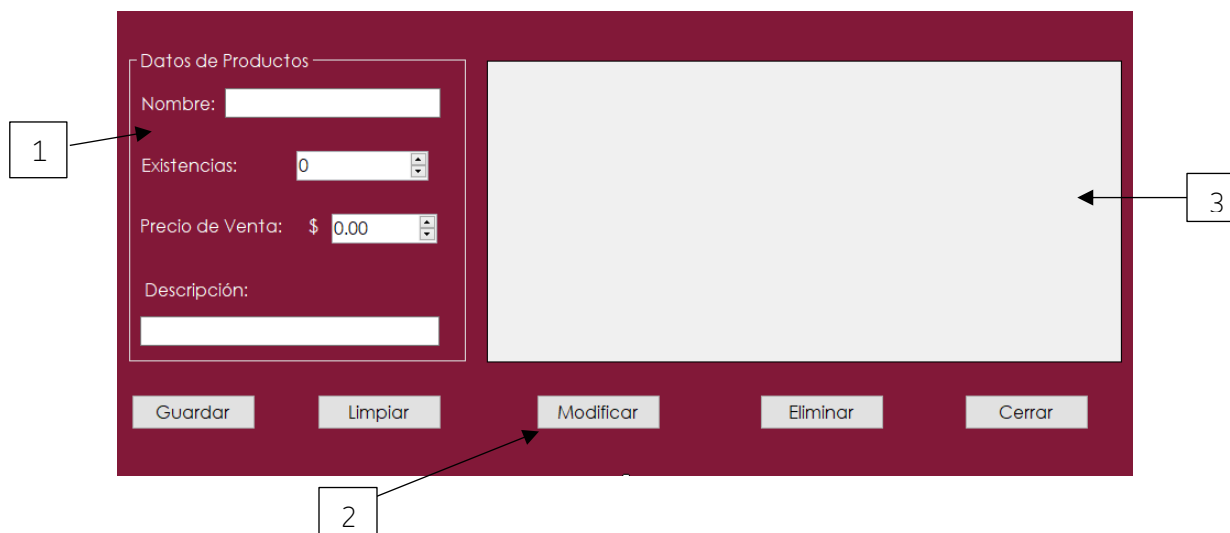 Datos de Productos
Nombre:
1
Existencias: 0
3
Precio de Venta: $ 0.00
Descripción:
Guardar Limpiar Modificar Eliminar Cerrar
2